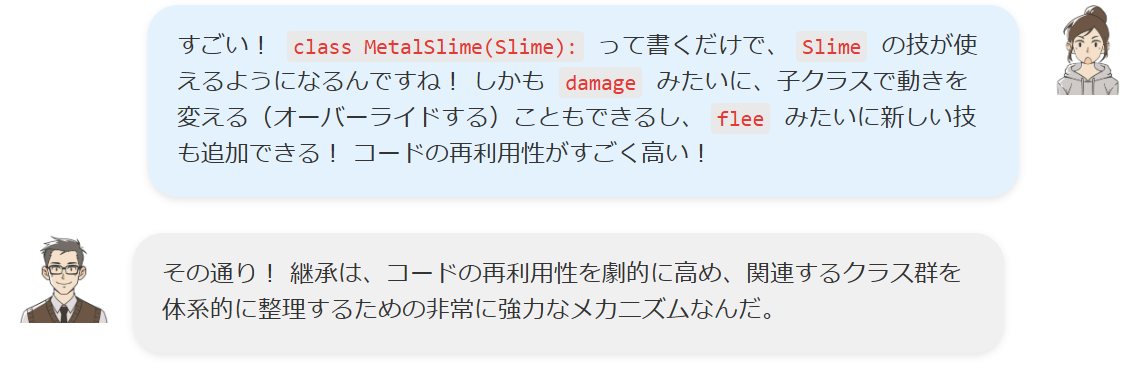 すごい！ class MetalSlime(Slime): って書くだけで、 Slime の技が使
えるようになるんですね！ しかも damage みたいに、子クラスで動きを
変える（オーバーライドする）こともできるし、 flee みたいに新しい技
も追加できる！ コードの再利用性がすごく高い！
その通り！ 継承は、コードの再利用性を劇的に高め、関連するクラス群を
体系的に整理するための非常に強力なメカニズムなんだ。